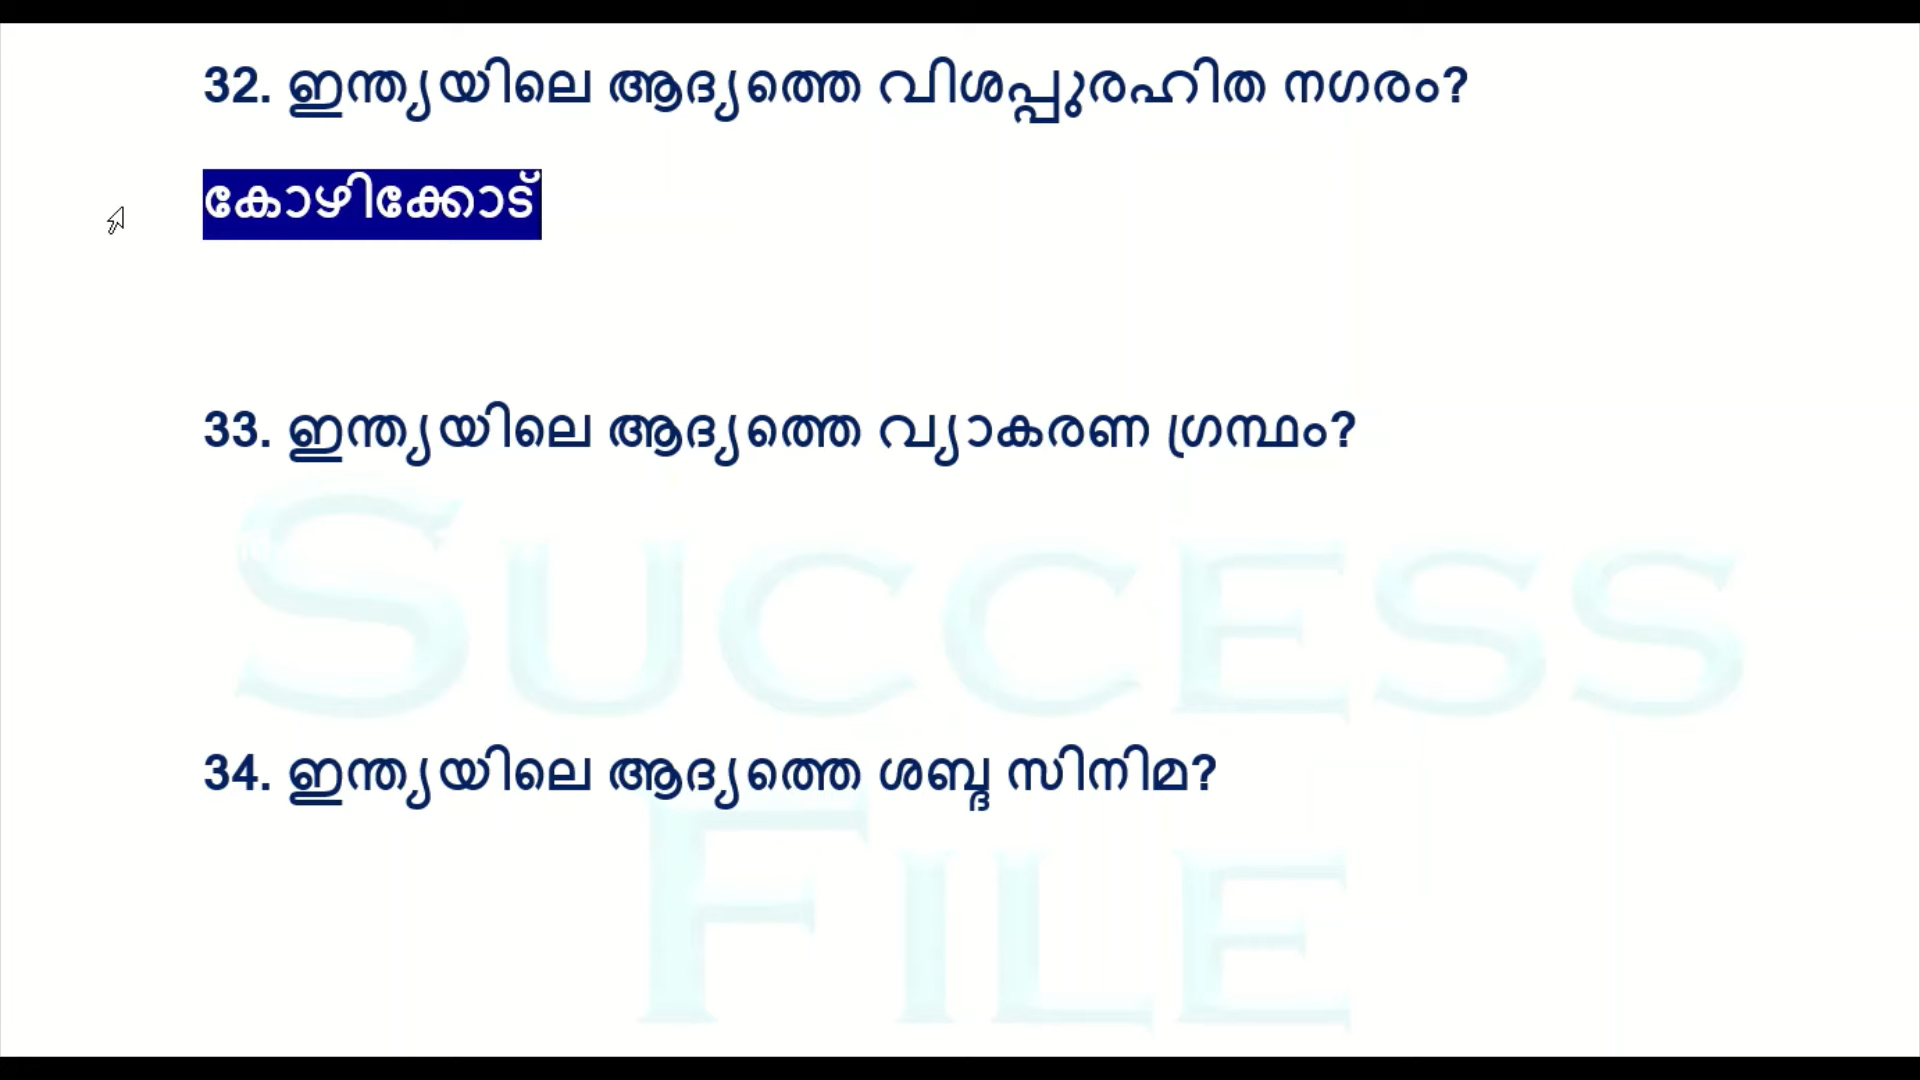 32. ഇന്ത്യയിലെ ആദ്യത്തെ വിശപ്പുരഹിത നഗരം?
കോഴിക്കോട്
33. ഇന്ത്യയിലെ ആദ്യത്തെ വ്യാകരണ ഗ്രന്ഥം?
SUCCESS
34. ഇന്ത്യയിലെ ആദ്യത്തെ ശബ്ദ സിനിമ?
FILE